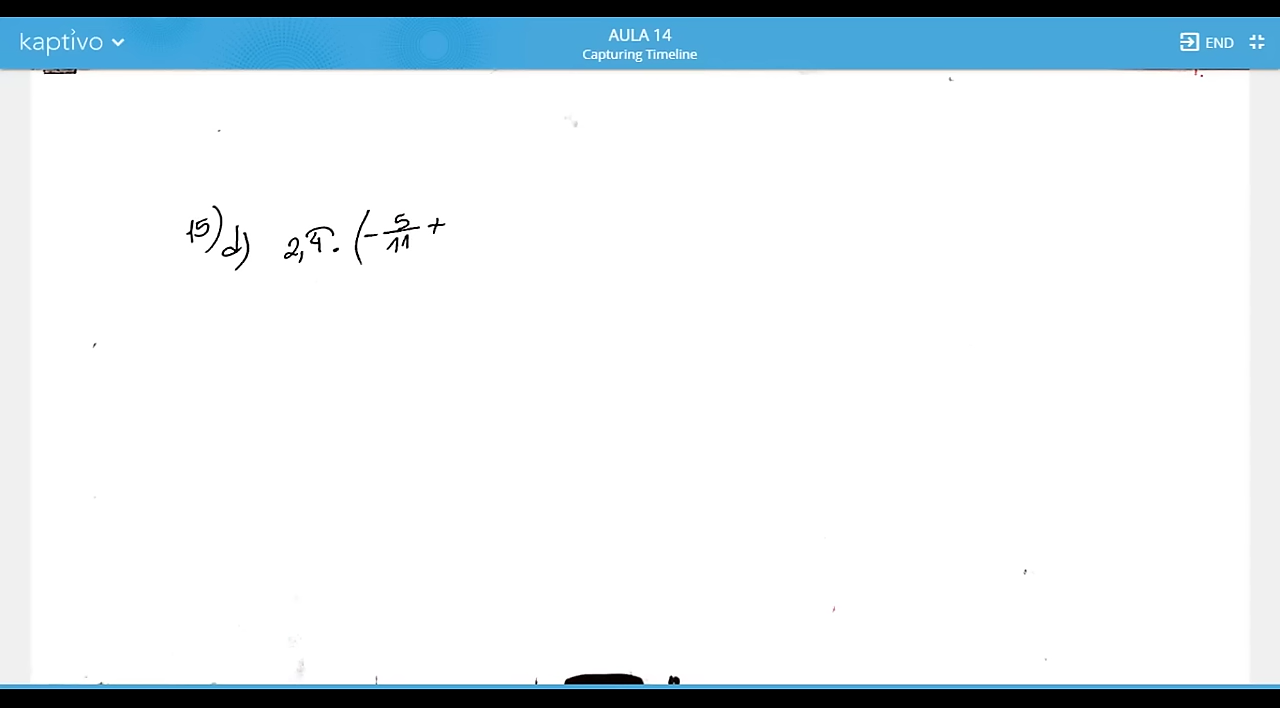 kaptivo
AULA 14
Capturing Timeline
END
15) d) 2,4̅ · (- 5/11 +